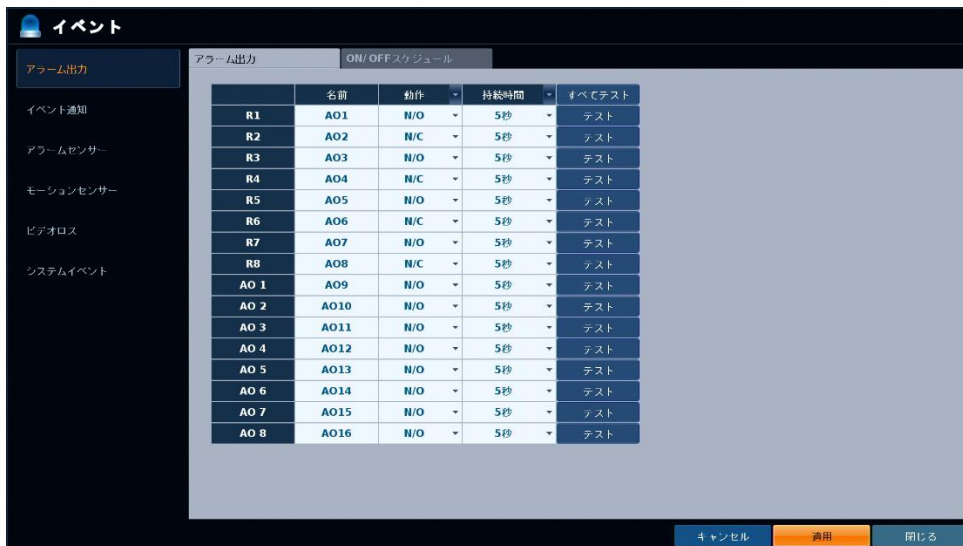 イベント
アラーム出力
イベント通知
アラームセンサー
モーションセンサー
ビデオロス
システムイベント
アラーム出力 ON/OFFスケジュール
名前 動作 持続時間 すべてテスト
R1 AO1 N/O 5秒 テスト
R2 AO2 N/C 5秒 テスト
R3 AO3 N/O 5秒 テスト
R4 AO4 N/C 5秒 テスト
R5 AO5 N/O 5秒 テスト
R6 AO6 N/C 5秒 テスト
R7 AO7 N/O 5秒 テスト
R8 AO8 N/C 5秒 テスト
AO 1 AO9 N/O 5秒 テスト
AO 2 AO10 N/O 5秒 テスト
AO 3 AO11 N/O 5秒 テスト
AO 4 AO12 N/O 5秒 テスト
AO 5 AO13 N/O 5秒 テスト
AO 6 AO14 N/O 5秒 テスト
AO 7 AO15 N/O 5秒 テスト
AO 8 AO16 N/O 5秒 テスト
キャンセル 適用 閉じる